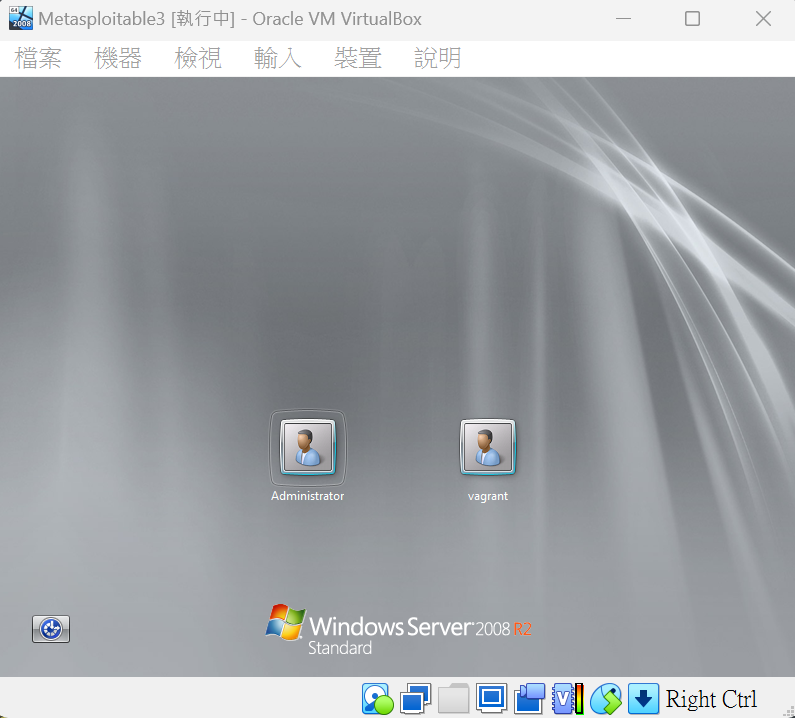 Metasploitable3 [執行中] - Oracle VM VirtualBox
檔案 機器 檢視 輸入 裝置 說明
Administrator vagrant
Windows Server 2008 R2
Standard
Right Ctrl